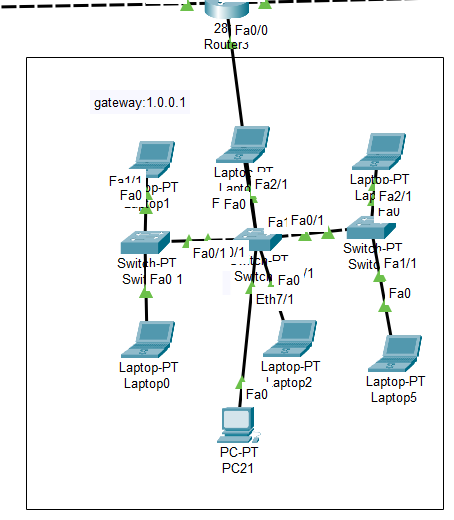 28
Fa0/0
Router3
gateway:1.0.0.1
Fa1/1
Fa0
Laptop-PT
Fa2/1
Fa0
Laptop-PT
Fa2/1
Fa0
Fa0/1
Fa0/1
Switch-PT
Fa0
Switch
Switch-PT
Fa1/1
Fa0
/1
Eth7/1
Fa0
Laptop-PT
Laptop0
Laptop-PT
Laptop2
Laptop-PT
Laptop5
Fa0
PC-PT
PC21